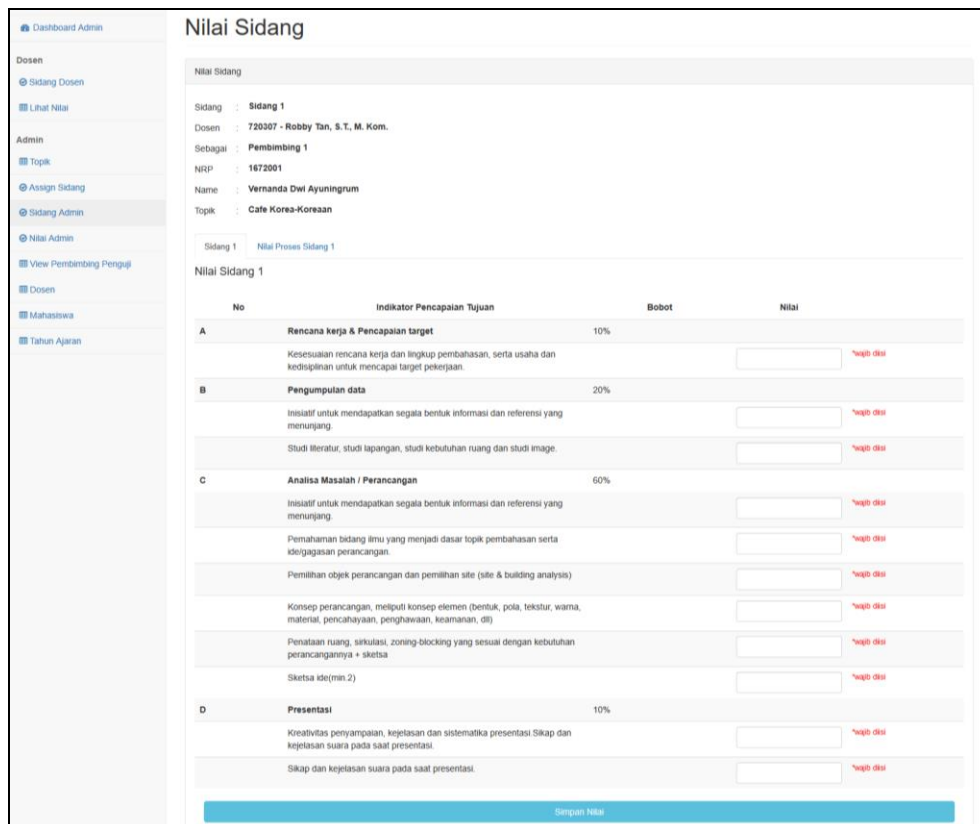 Dashboard Admin
Dosen
Sidang Dosen
Lihat Nilai
Admin
Topik
Assign Sidang
Sidang Admin
Nilai Admin
View Pembimbing Penguji
Dosen
Mahasiswa
Tahun Ajaran
Nilai Sidang
Nilai Sidang
Sidang : Sidang 1
Dosen : 720307 - Robby Tan, S.T., M. Kom.
Sebagai : Pembimbing 1
NRP : 1672001
Name : Vernanda Dwi Ayuningrum
Topik : Cafe Korea-Koreaan
Sidang 1 Nilai Proses Sidang 1
Nilai Sidang 1
No Indikator Pencapaian Tujuan Bobot Nilai
A Rencana kerja & Pencapaian target 10%
Kesesuaian rencana kerja dan lingkup pembahasan, serta usaha dan *wajib diisi
kedisiplinan untuk mencapai target pekerjaan.
B Pengumpulan data 20%
Inisiatif untuk mendapatkan segala bentuk informasi dan referensi yang *wajib diisi
menunjang.
Studi literatur, studi lapangan, studi kebutuhan ruang dan studi image. *wajib diisi
C Analisa Masalah / Perancangan 60%
Inisiatif untuk mendapatkan segala bentuk informasi dan referensi yang *wajib diisi
menunjang.
Pemahaman bidang ilmu yang menjadi dasar topik pembahasan serta *wajib diisi
ide/gagasan perancangan.
Pemilihan objek perancangan dan pemilihan site (site & building analysis) *wajib diisi
Konsep perancangan, meliputi konsep elemen (bentuk, pola, tekstur, warna, *wajib diisi
material, pencahayaan, penghawaan, keamanan, dll)
Penataan ruang, sirkulasi, zoning-blocking yang sesuai dengan kebutuhan *wajib diisi
perancangannya + sketsa
Sketsa ide(min.2) *wajib diisi
D Presentasi 10%
Kreativitas penyampaian, kejelasan dan sistematika presentasi.Sikap dan *wajib diisi
kejelasan suara pada saat presentasi.
Sikap dan kejelasan suara pada saat presentasi. *wajib diisi
Simpan Nilai